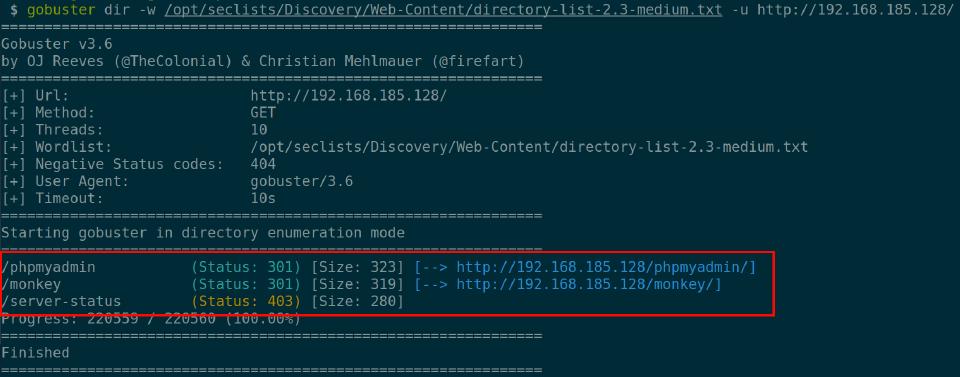 $ gobuster dir -w /opt/seclists/Discovery/Web-Content/directory-list-2.3-medium.txt -u http://192.168.185.128/
===============================================================
Gobuster v3.6
by OJ Reeves (@TheColonial) & Christian Mehlmauer (@firefart)
===============================================================
[+] Url:                     http://192.168.185.128/
[+] Method:                  GET
[+] Threads:                 10
[+] Wordlist:                /opt/seclists/Discovery/Web-Content/directory-list-2.3-medium.txt
[+] Negative Status codes:   404
[+] User Agent:              gobuster/3.6
[+] Timeout:                 10s
===============================================================
Starting gobuster in directory enumeration mode
===============================================================
/phpmyadmin           (Status: 301) [Size: 323] [--> http://192.168.185.128/phpmyadmin/]
/monkey               (Status: 301) [Size: 319] [--> http://192.168.185.128/monkey/]
/server-status        (Status: 403) [Size: 280]
Progress: 220559 / 220560 (100.00%)
===============================================================
Finished
===============================================================